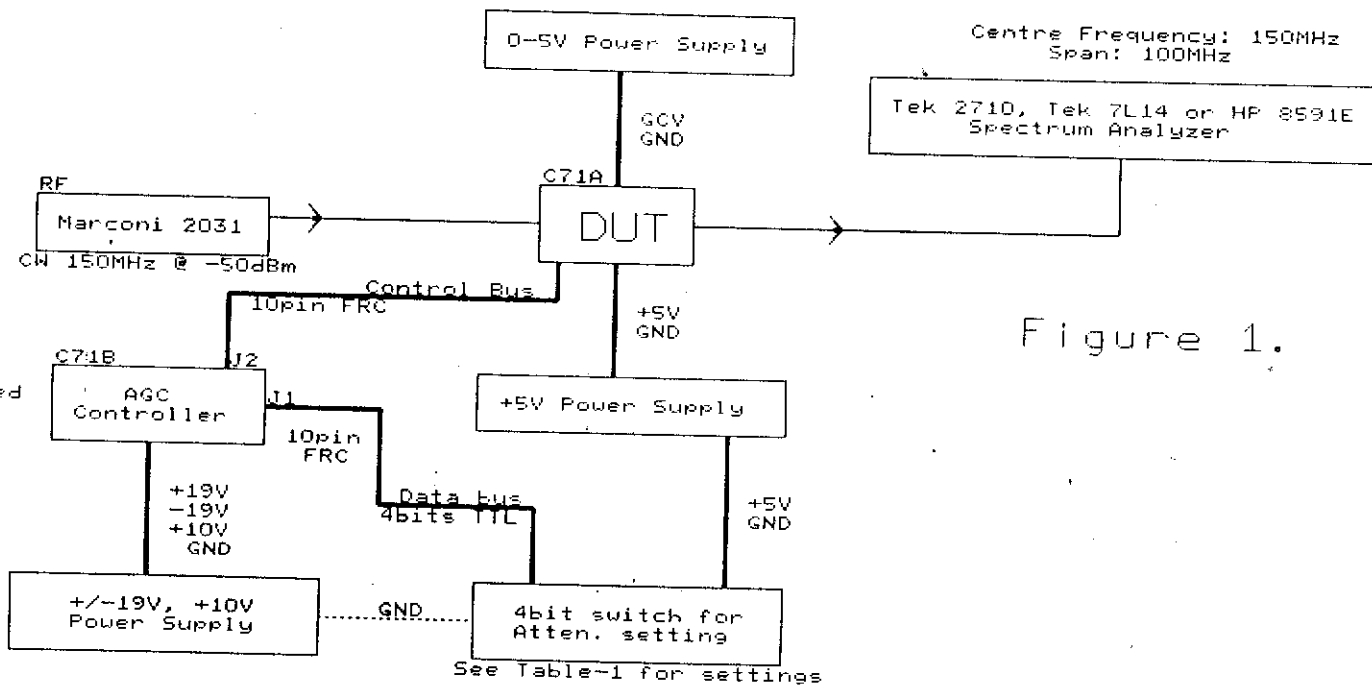 0-5V Power Supply
Centre Frequency: 150MHz
Span: 100MHz
Tek 2710, Tek 7L14 or HP 8591E
Spectrum Analyzer
GCV
GND
C71A
DUT
RF
Marconi 2031
CW 150MHz @ -50dBm
Control Bus
10pin FRC
+5V
GND
Figure 1.
C71B
J2
ed
AGC
Controller
J1
10pin
FRC
+5V Power Supply
+19V
-19V
+10V
GND
Data bus
4bits TTL
+5V
GND
+/-19V, +10V
Power Supply
GND
4bit switch for
Atten. setting
See Table-1 for settings